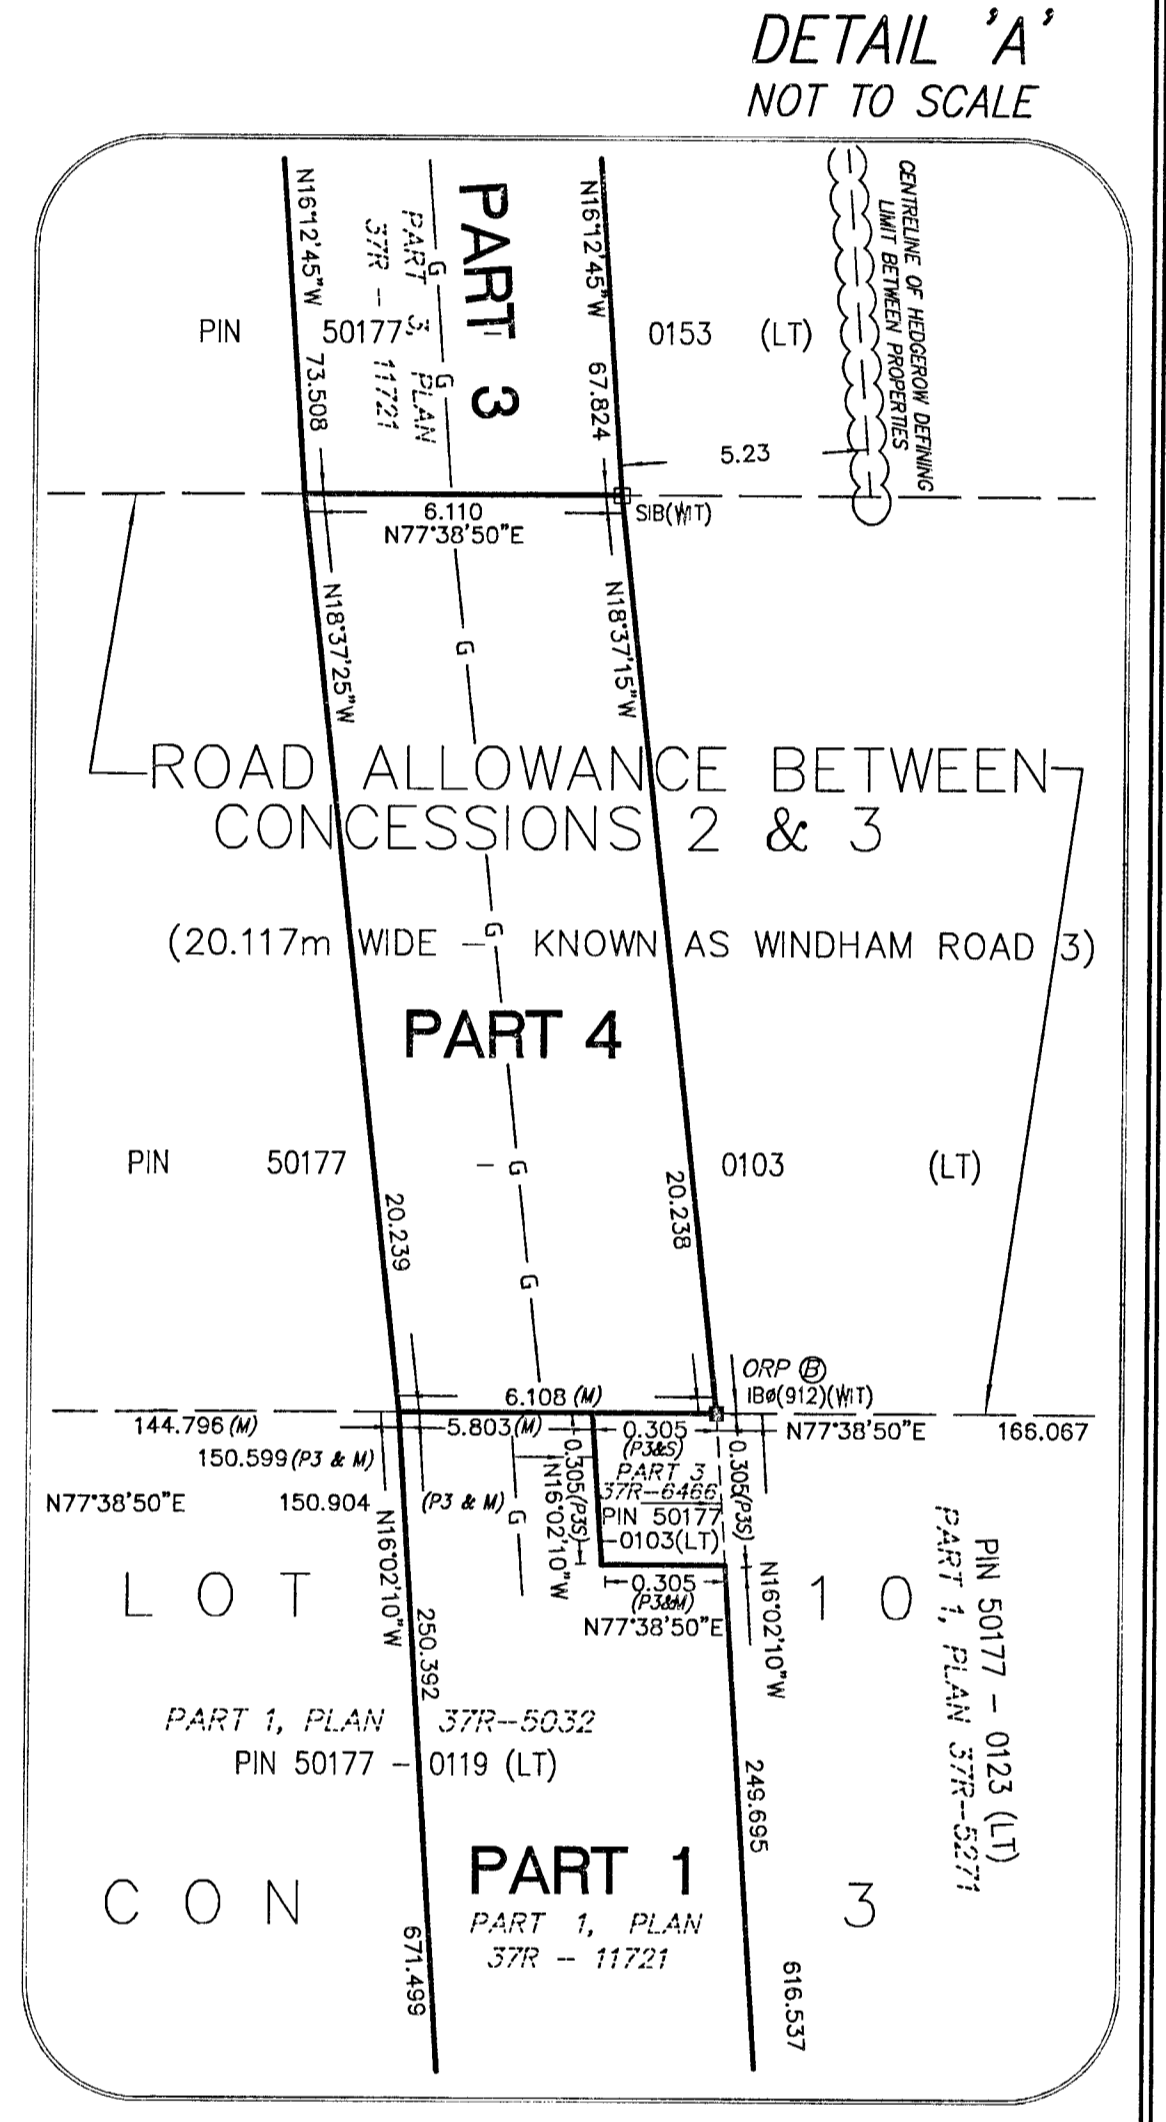 DETAIL 'A'
NOT TO SCALE
N16°12'45"W
73.508
PART 3
PART 3 PLAN
37R - 11721
G
G
N16°12'45"W
67.824
CENTRELINE OF HEDGEROW DEFINING
LIMIT BETWEEN PROPERTIES
PIN 50177 - 0153 (LT)
5.23
6.110
N77°38'50"E
SIB(WIT)
N18°37'25"W
N18°37'15"W
G
ROAD ALLOWANCE BETWEEN
CONCESSIONS 2 & 3
G
(20.117m WIDE - KNOWN AS WINDHAM ROAD 3)
PART 4
PIN 50177 - 0103 (LT)
G
20.239
20.238
G
ORP B
IBø(912)(WIT)
6.108 (M)
144.796 (M)
5.803 (M)
0.305
(P3&S)
N77°38'50"E
166.067
150.599 (P3 & M)
N77°38'50"E 150.904 (P3 & M)
G
0.305(P3S)
N16°02'10"W
PART 3
37R-6466
PIN 50177
-0103(LT)
0.305(P3S)
N16°02'10"W
0.305
(P3&M)
N77°38'50"E
N16°02'10"W
250.392
LOT 10
PIN 50177 - 0123 (LT)
PART 1, PLAN 37R-5271
PART 1, PLAN 37R-5032
PIN 50177 - 0119 (LT)
249.695
PART 1
PART 1, PLAN
37R - 11721
CON 3
671.499
616.537